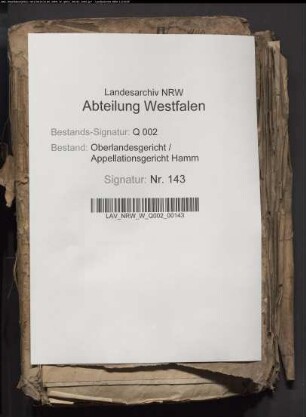 Landesarchiv NRW
Abteilung Westfalen
Bestands-Signatur: Q 002
Bestand: Oberlandesgericht /
Appellationsgericht Hamm
Signatur: Nr. 143
LAV_NRW_W_Q002_00143